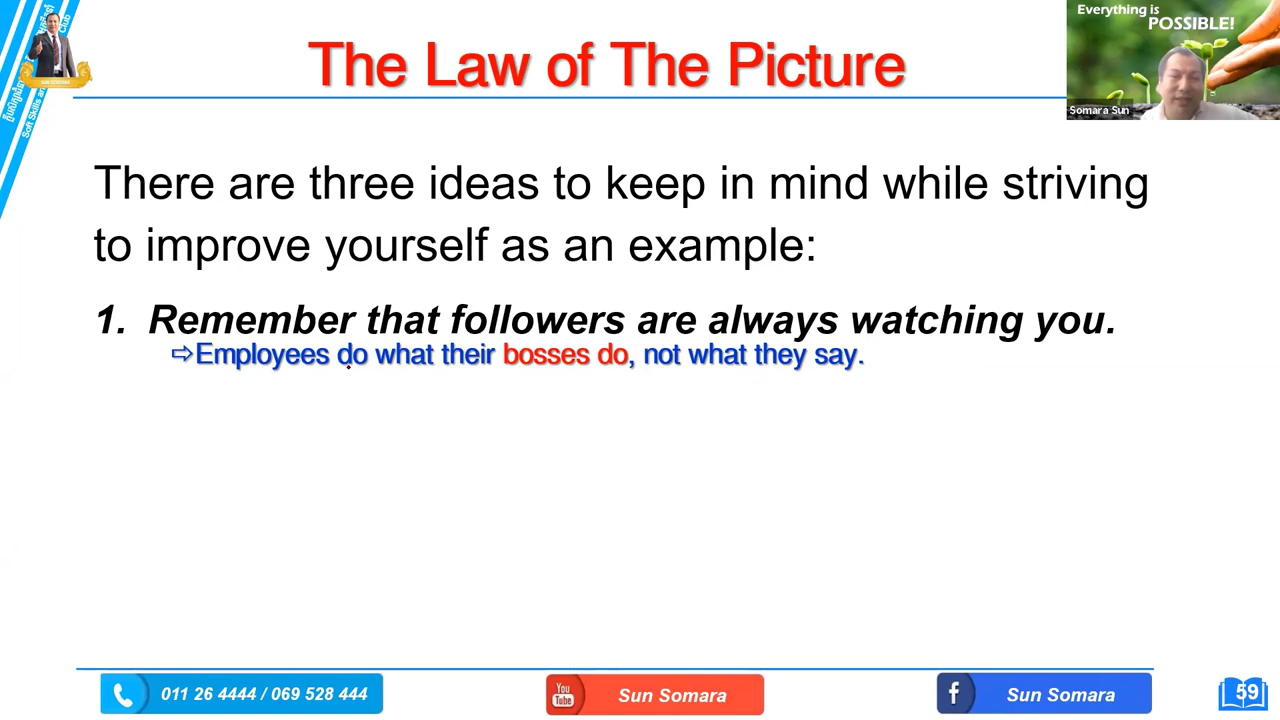 The Law of The Picture
Everything is
POSSIBLE!
Somara Sun
There are three ideas to keep in mind while striving
to improve yourself as an example:
1. Remember that followers are always watching you.
⇨Employees do what their bosses do, not what they say.
011 26 4444 / 069 528 444
You
Tube
Sun Somara
f
Sun Somara
59